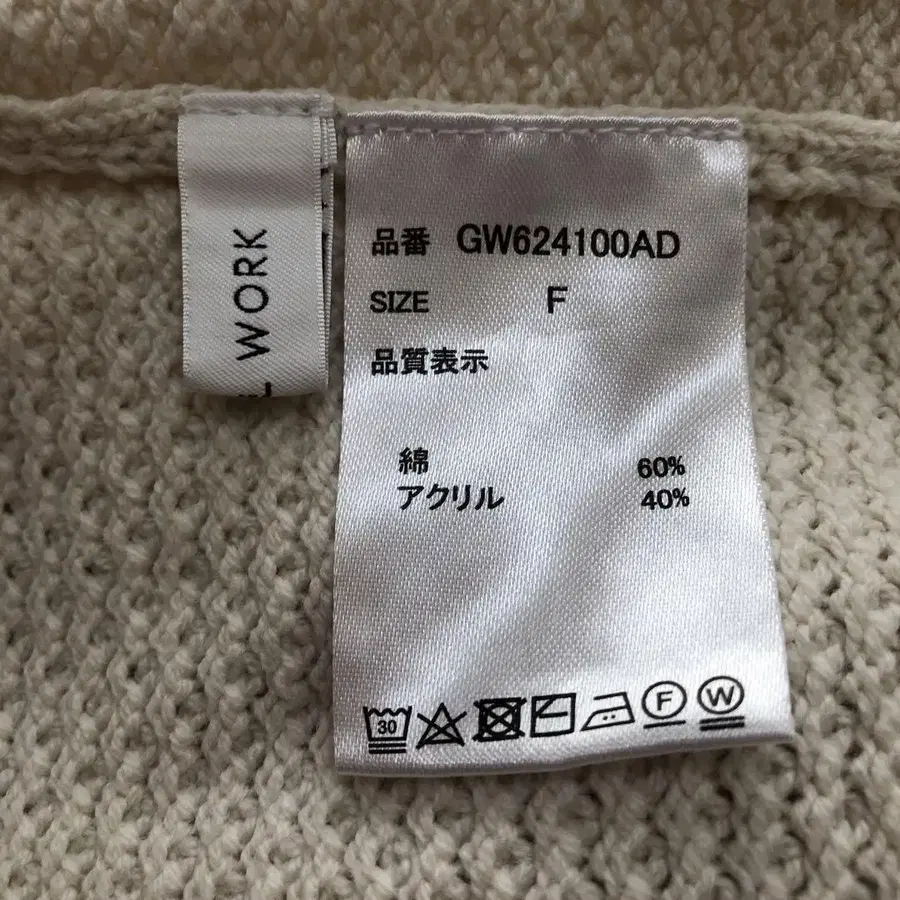 WORK
品番 GW624100AD
SIZE F
品質表示
綿 60%
アクリル 40%
30
F
W